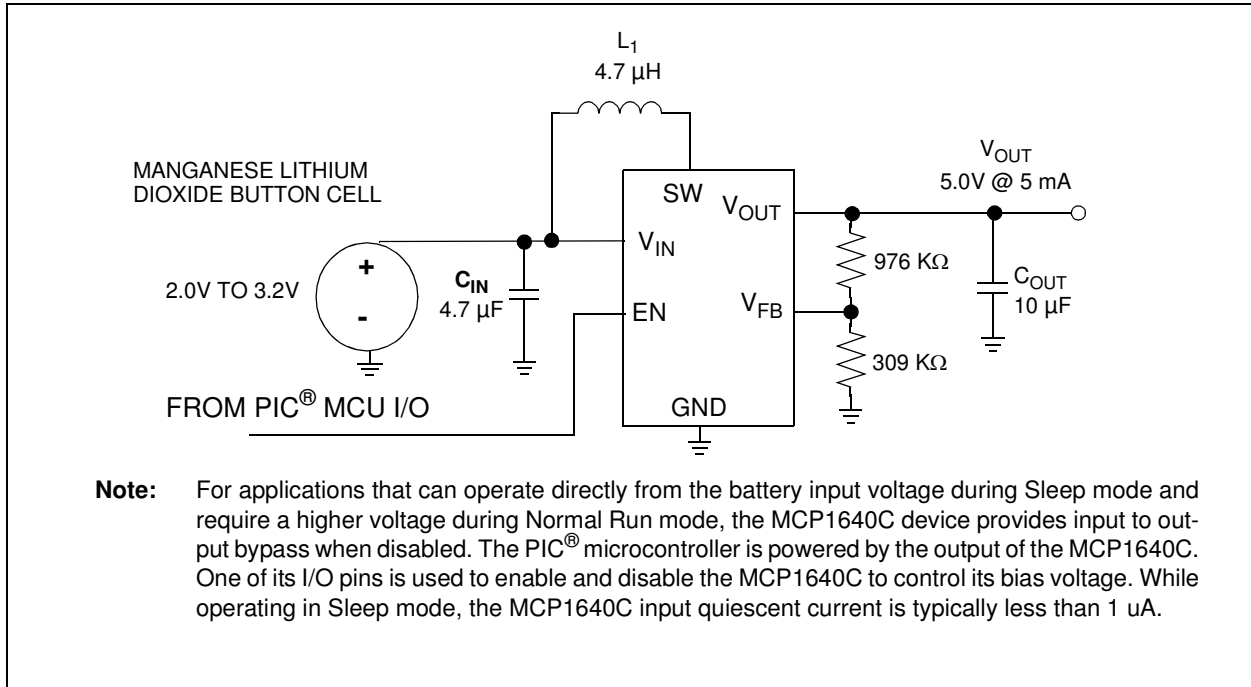 L1
4.7 µH
MANGANESE LITHIUM
DIOXIDE BUTTON CELL
VOUT
5.0V @ 5 mA
SW
VOUT
VIN
+
-
2.0V TO 3.2V
CIN
4.7 µF
EN
VFB
976 KΩ
COUT
10 µF
309 KΩ
FROM PIC® MCU I/O
GND
Note: For applications that can operate directly from the battery input voltage during Sleep mode and
require a higher voltage during Normal Run mode, the MCP1640C device provides input to out-
put bypass when disabled. The PIC® microcontroller is powered by the output of the MCP1640C.
One of its I/O pins is used to enable and disable the MCP1640C to control its bias voltage. While
operating in Sleep mode, the MCP1640C input quiescent current is typically less than 1 uA.